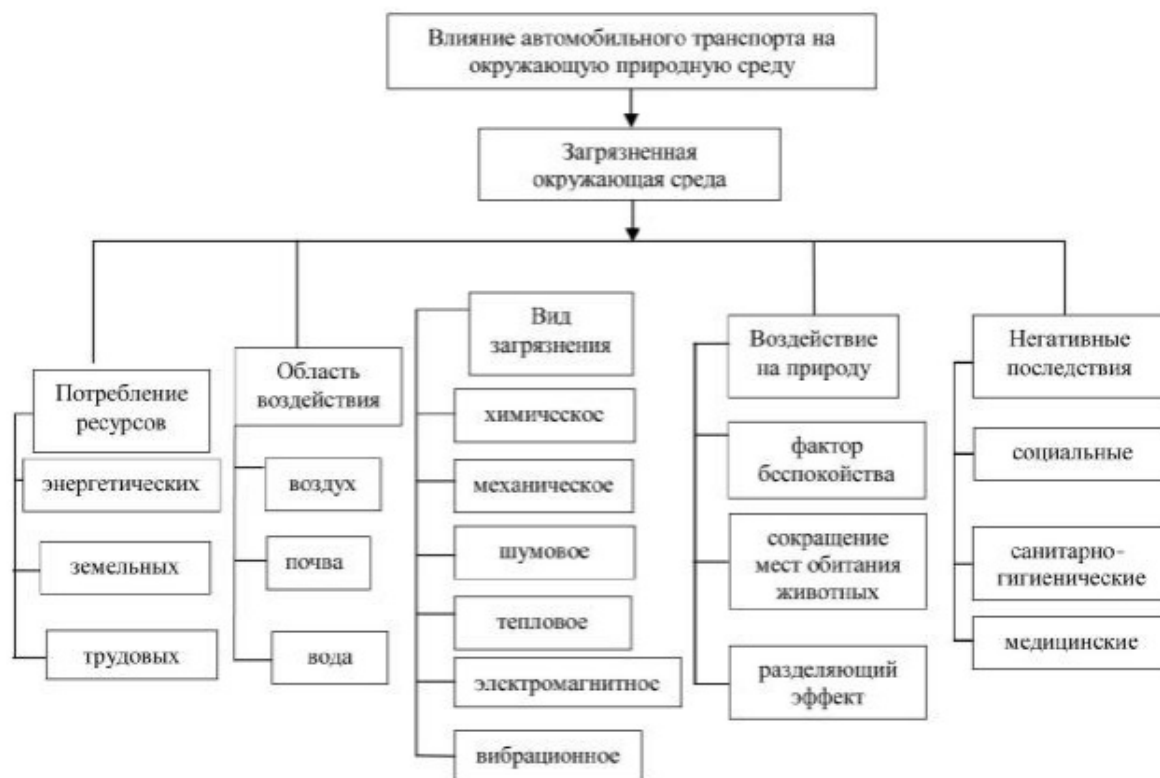 Влияние автомобильного транспорта на
окружающую природную среду
Загрязненная
окружающая среда
Потребление
ресурсов
энергетических
земельных
трудовых
Область
воздействия
воздух
почва
вода
Вид
загрязнения
химическое
механическое
шумовое
тепловое
электромагнитное
вибрационное
Воздействие
на природу
фактор
беспокойства
сокращение
мест обитания
животных
разделяющий
эффект
Негативные
последствия
социальные
санитарно-
гигиенические
медицинские